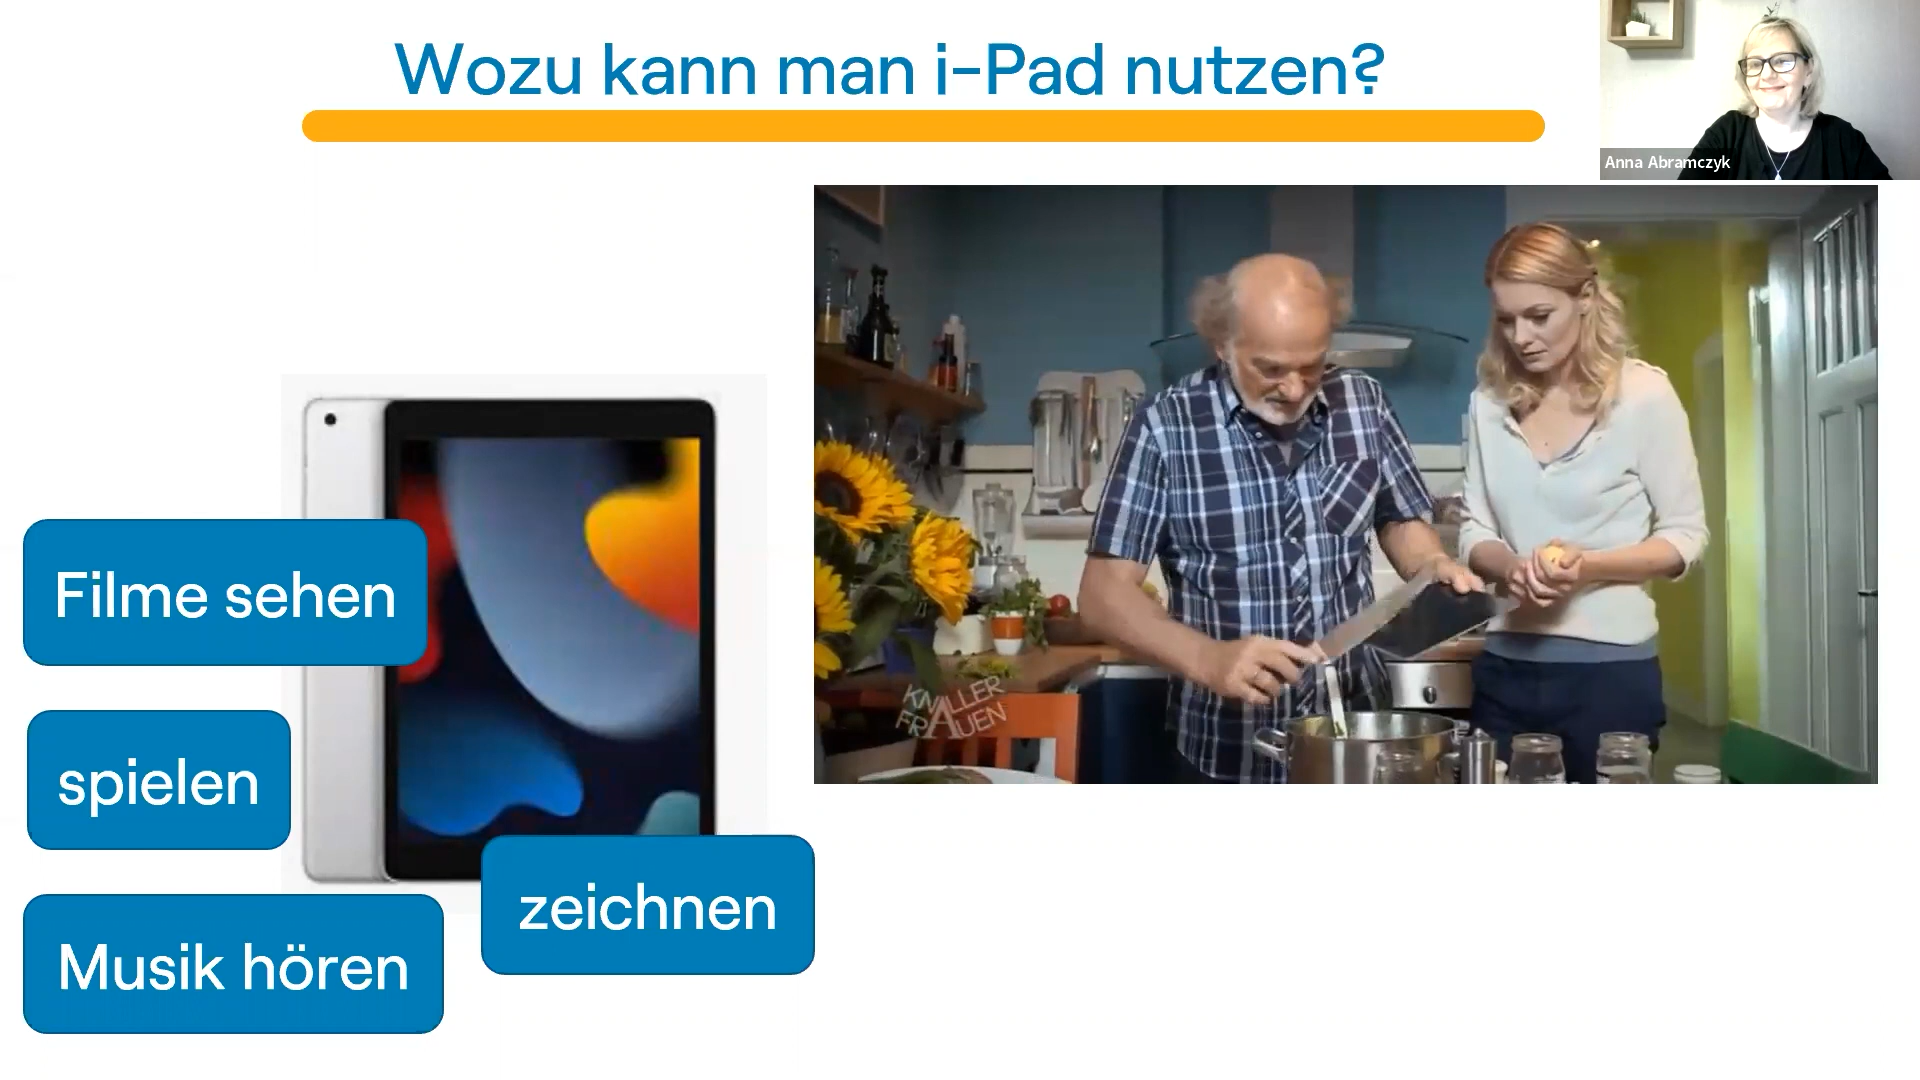 Wozu kann man i-Pad nutzen?
Anna Abramczyk
Filme sehen
spielen
Musik hören
zeichnen
KNALLER
FRAUEN